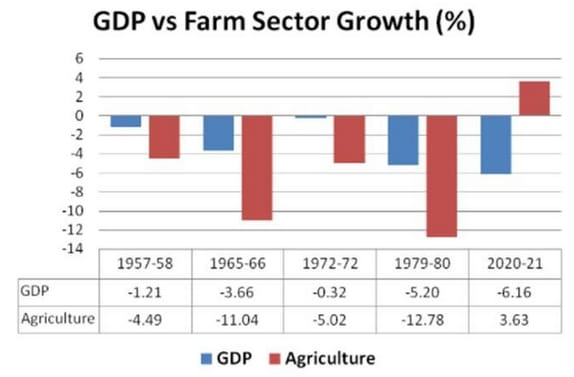 GDP vs Farm Sector Growth (%)
6
4
2
0
-2
-4
-6
-8
-10
-12
-14
1957-58 1965-66 1972-72 1979-80 2020-21
GDP -1.21 -3.66 -0.32 -5.20 -6.16
Agriculture -4.49 -11.04 -5.02 -12.78 3.63
GDP Agriculture